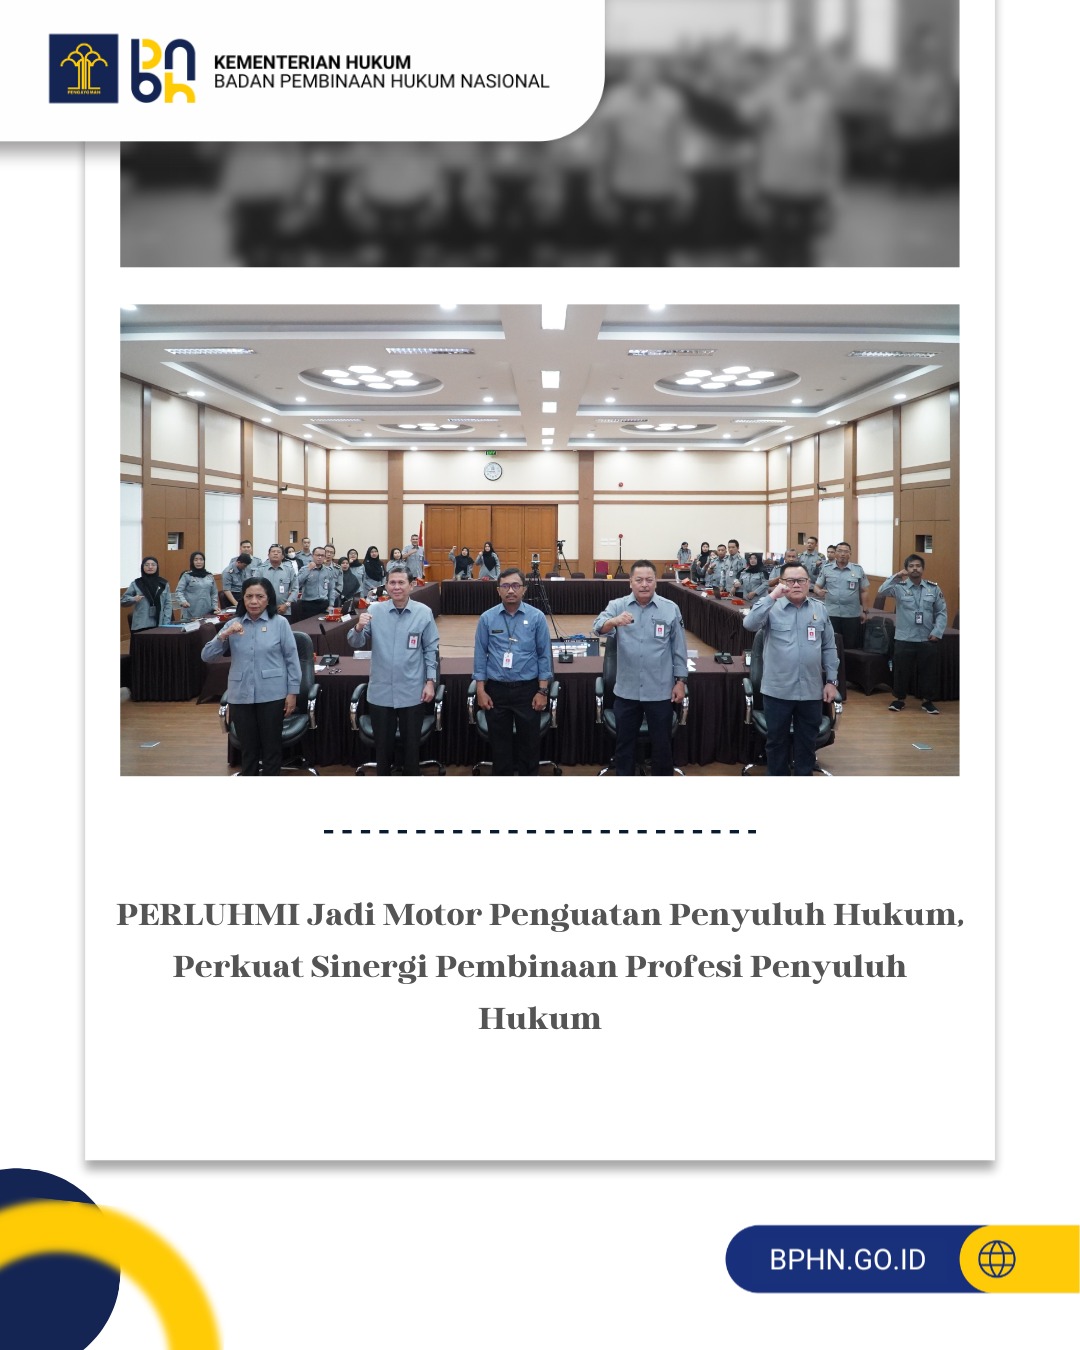 PENGAYOMAN
KEMENTERIAN HUKUM
BADAN PEMBINAAN HUKUM NASIONAL
PERLUHMI Jadi Motor Penguatan Penyuluh Hukum,
Perkuat Sinergi Pembinaan Profesi Penyuluh
Hukum
BPHN.GO.ID